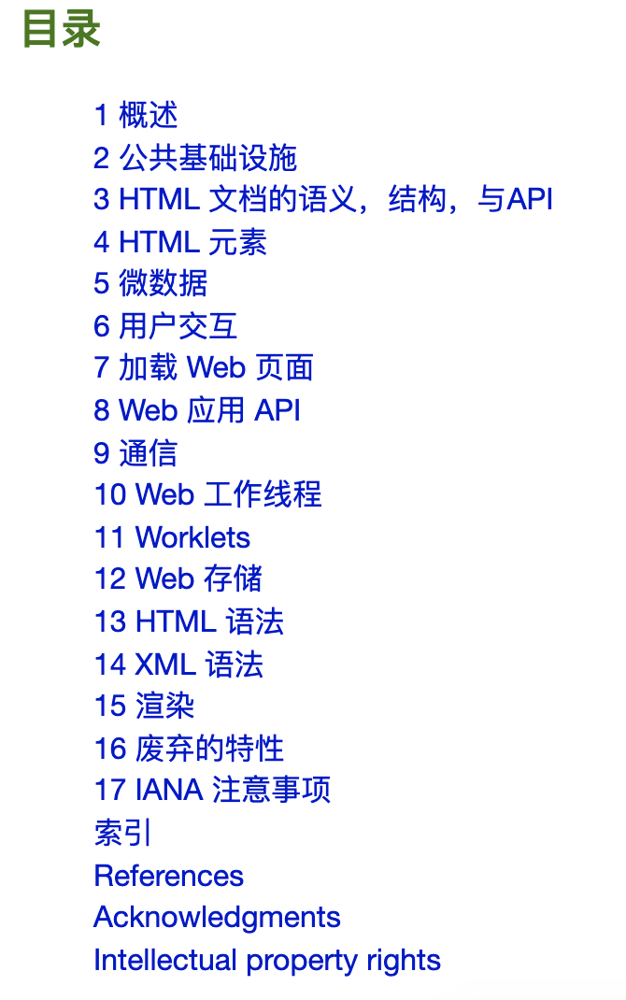 目录
1 概述
2 公共基础设施
3 HTML 文档的语义，结构，与API
4 HTML 元素
5 微数据
6 用户交互
7 加载 Web 页面
8 Web 应用 API
9 通信
10 Web 工作线程
11 Worklets
12 Web 存储
13 HTML 语法
14 XML 语法
15 渲染
16 废弃的特性
17 IANA 注意事项
索引
References
Acknowledgments
Intellectual property rights